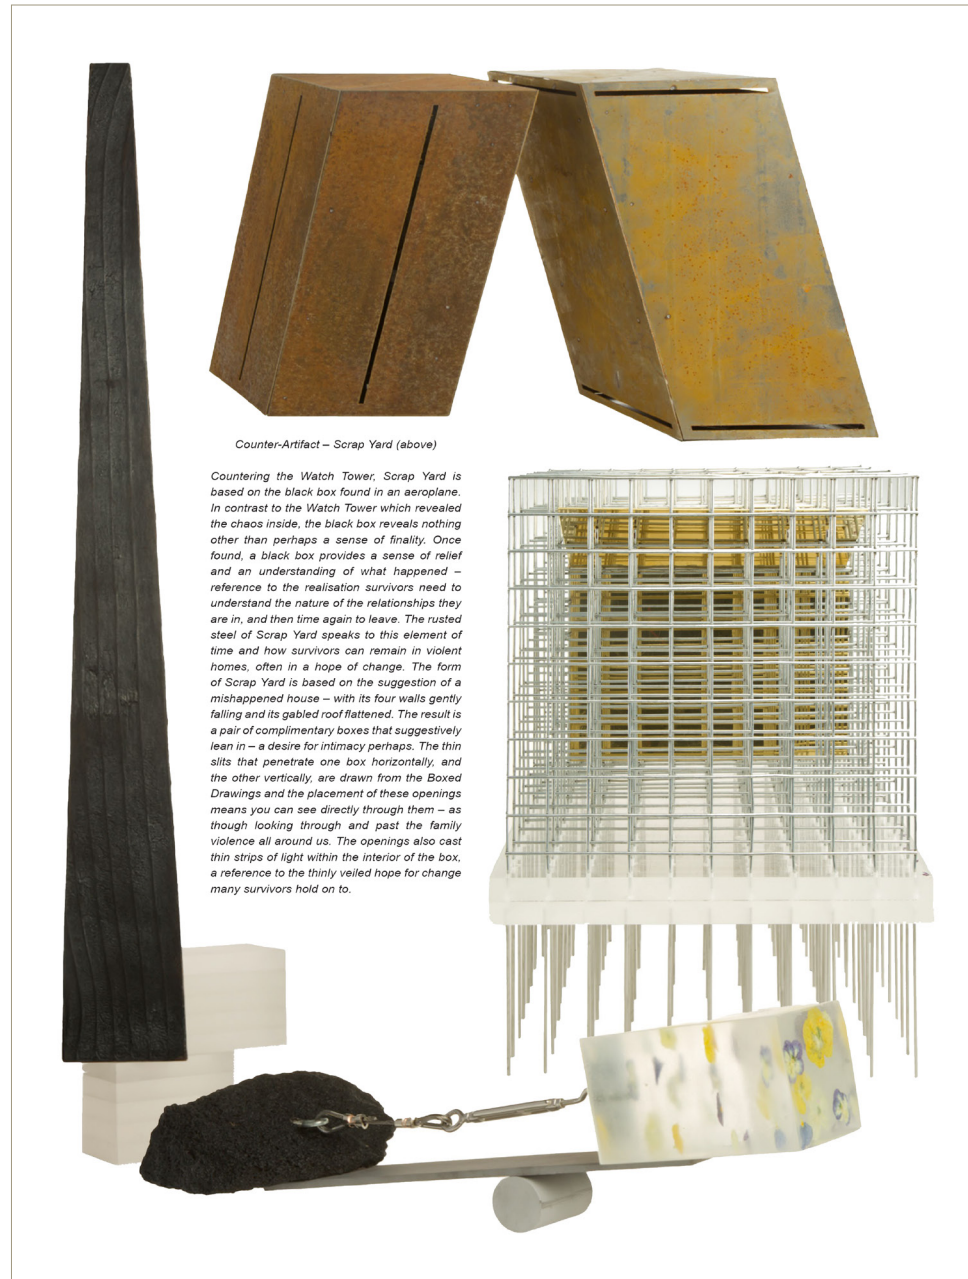 Counter-Artifact – Scrap Yard (above)
Countering the Watch Tower, Scrap Yard is
based on the black box found in an aeroplane.
In contrast to the Watch Tower which revealed
the chaos inside, the black box reveals nothing
other than perhaps a sense of finality. Once
found, a black box provides a sense of relief
and an understanding of what happened –
reference to the realisation survivors need to
understand the nature of the relationships they
are in, and then time again to leave. The rusted
steel of Scrap Yard speaks to this element of
time and how survivors can remain in violent
homes, often in a hope of change. The form
of Scrap Yard is based on the suggestion of a
mishappened house – with its four walls gently
falling and its gabled roof flattened. The result is
a pair of complimentary boxes that suggestively
lean in – a desire for intimacy perhaps. The thin
slits that penetrate one box horizontally, and
the other vertically, are drawn from the Boxed
Drawings and the placement of these openings
means you can see directly through them – as
though looking through and past the family
violence all around us. The openings also cast
thin strips of light within the interior of the box,
a reference to the thinly veiled hope for change
many survivors hold on to.